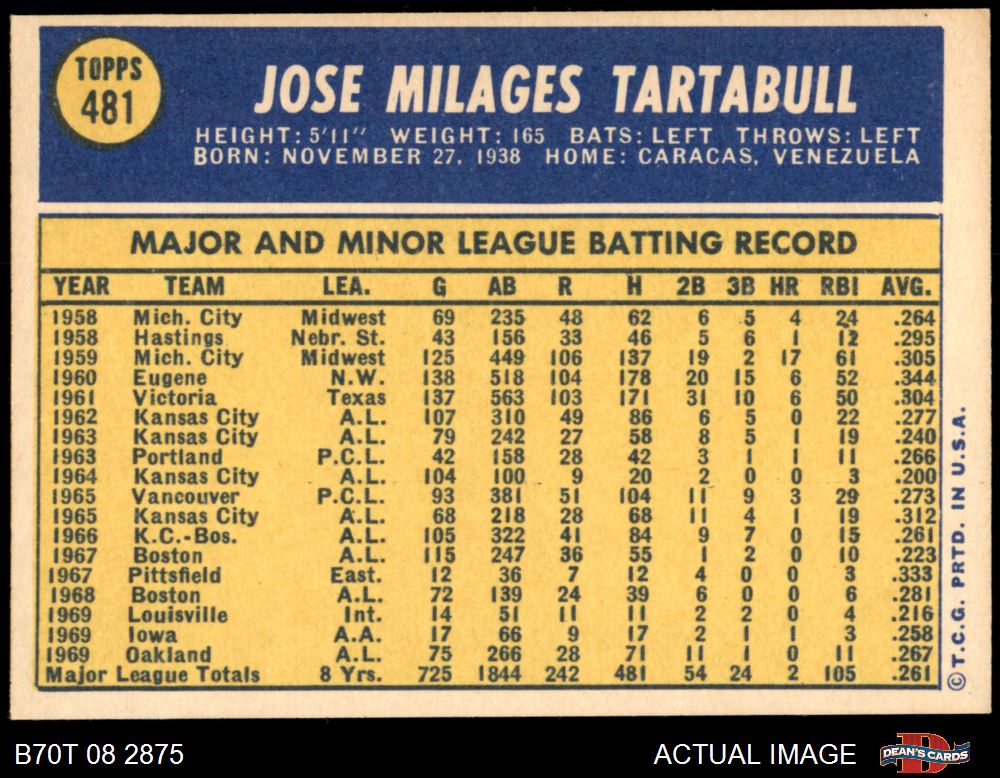 TOPPS
481
JOSE MILAGES TARTABULL
HEIGHT: 5'11" WEIGHT: 165 BATS: LEFT THROWS: LEFT
BORN: NOVEMBER 27, 1938 HOME: CARACAS, VENEZUELA
MAJOR AND MINOR LEAGUE BATTING RECORD
YEAR TEAM LEA. G AB R H 2B 3B HR RBI AVG.
1958 Mich. City Midwest 69 235 48 62 6 5 4 24 .264
1958 Hastings Nebr. St. 43 156 33 46 5 6 1 12 .295
1959 Mich. City Midwest 125 449 106 137 19 2 17 61 .305
1960 Eugene N.W. 138 518 104 178 20 15 6 52 .344
1961 Victoria Texas 137 563 103 171 31 10 6 50 .304
1962 Kansas City A.L. 107 310 49 86 6 5 0 22 .277
1963 Kansas City A.L. 79 242 27 58 8 5 1 19 .240
1963 Portland P.C.L. 42 158 28 42 3 1 1 11 .266
1964 Kansas City A.L. 104 100 9 20 2 0 0 3 .200
1965 Vancouver P.C.L. 93 381 51 104 11 9 3 29 .273
1965 Kansas City A.L. 68 218 28 68 11 4 1 19 .312
1966 K.C.-Bos. A.L. 105 322 41 84 9 7 0 15 .261
1967 Boston A.L. 115 247 36 55 1 2 0 10 .223
1967 Pittsfield East. 12 36 7 12 4 0 0 3 .333
1968 Boston A.L. 72 139 24 39 6 0 0 6 .281
1969 Louisville Int. 14 51 11 11 2 2 0 4 .216
1969 Iowa A.A. 17 66 9 17 2 1 1 3 .258
1969 Oakland A.L. 75 266 28 71 11 1 0 11 .267
Major League Totals 8 Yrs. 725 1844 242 481 54 24 2 105 .261
©T.C.G. PRTD. IN U.S.A.
B70T 08 2875
ACTUAL IMAGE
DEAN'S CARDS